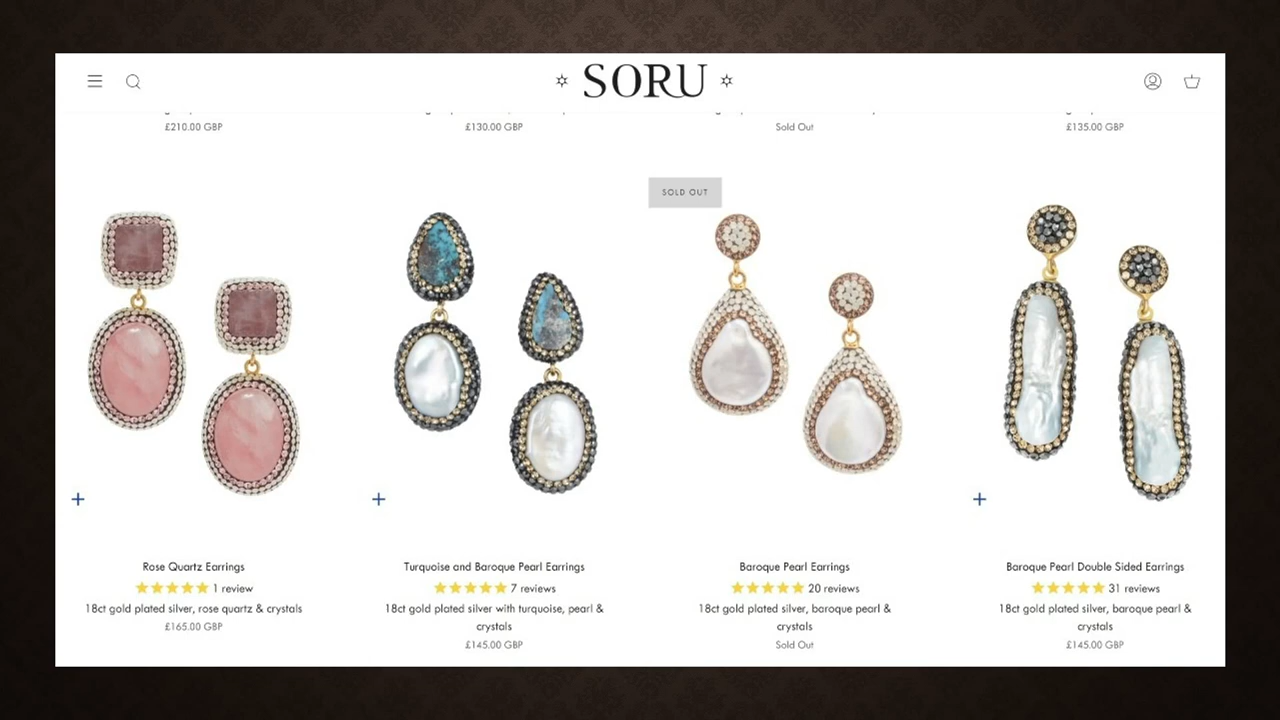 SORU
£210.00 GBP
£130.00 GBP
Sold Out
£135.00 GBP
SOLD OUT
Rose Quartz Earrings
1 review
18ct gold plated silver, rose quartz & crystals
£165.00 GBP
Turquoise and Baroque Pearl Earrings
7 reviews
18ct gold plated silver with turquoise, pearl &
crystals
£145.00 GBP
Baroque Pearl Earrings
20 reviews
18ct gold plated silver, baroque pearl &
crystals
Sold Out
Baroque Pearl Double Sided Earrings
31 reviews
18ct gold plated silver, baroque pearl &
crystals
£145.00 GBP